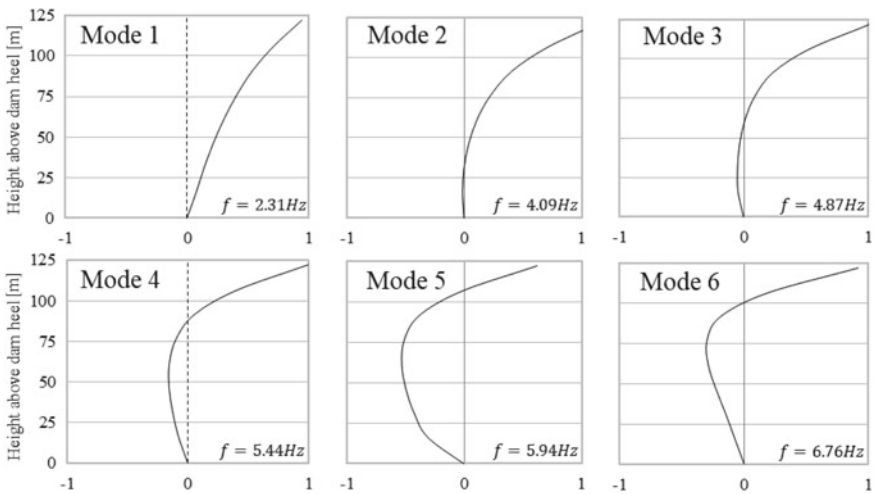 125
Mode 1
Mode 2
Mode 3
100
75
50
25
f = 2.31Hz
f = 4.09Hz
f = 4.87Hz
0
-1 0 1
-1 0 1
-1 0 1
Height above dam heel [m]
125
Mode 4
Mode 5
Mode 6
100
75
50
25
f = 5.44Hz
f = 5.94Hz
f = 6.76Hz
0
-1 0 1
-1 0 1
-1 0 1
Height above dam heel [m]